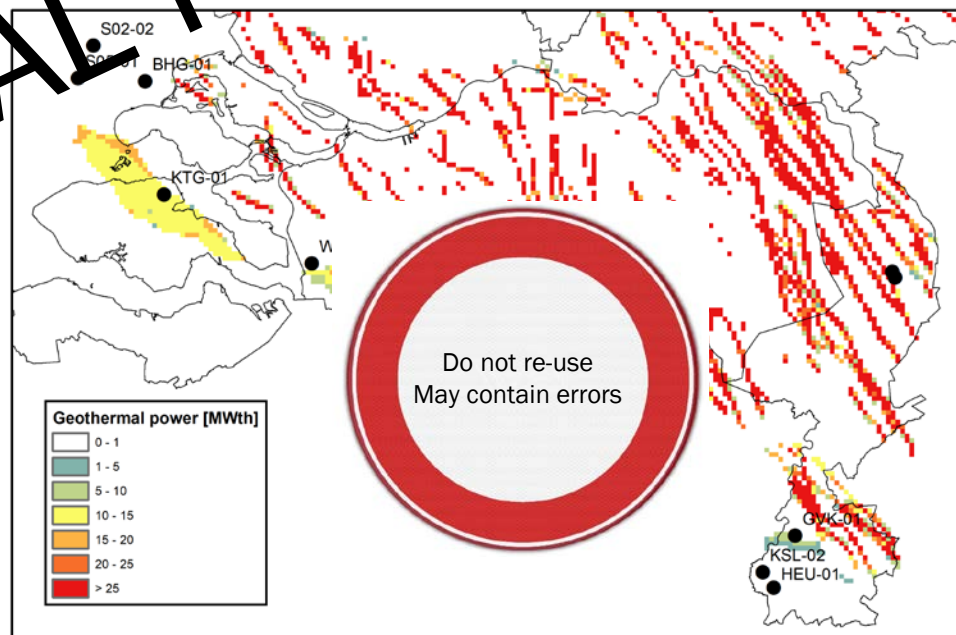 S02-02
BHG-01
KTG-01
W
Do not re-use
May contain errors
Geothermal power [MWth]
0 - 1
1 - 5
5 - 10
10 - 15
15 - 20
20 - 25
> 25
GVK-01
KSL-02
HEU-01